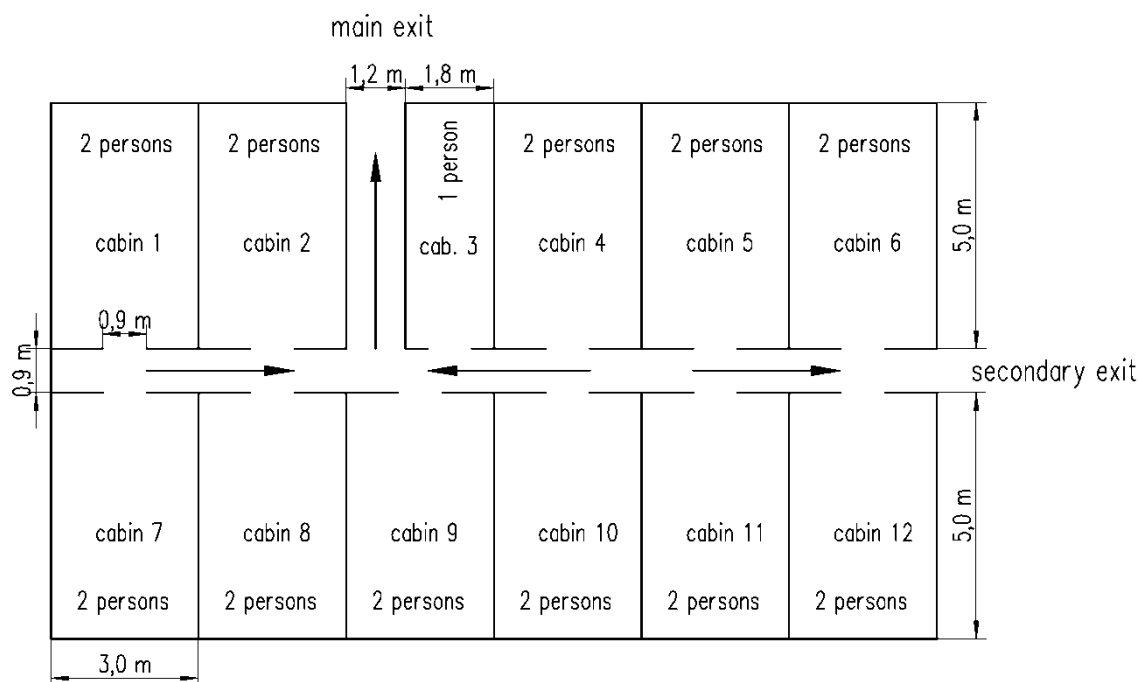 main exit
1,2 m 1,8 m
2 persons 2 persons 1 person 2 persons 2 persons 2 persons
cabin 1 cabin 2 cab. 3 cabin 4 cabin 5 cabin 6
5,0 m
0,9 m
0,9 m
secondary exit
5,0 m
cabin 7 cabin 8 cabin 9 cabin 10 cabin 11 cabin 12
2 persons 2 persons 2 persons 2 persons 2 persons 2 persons
3,0 m